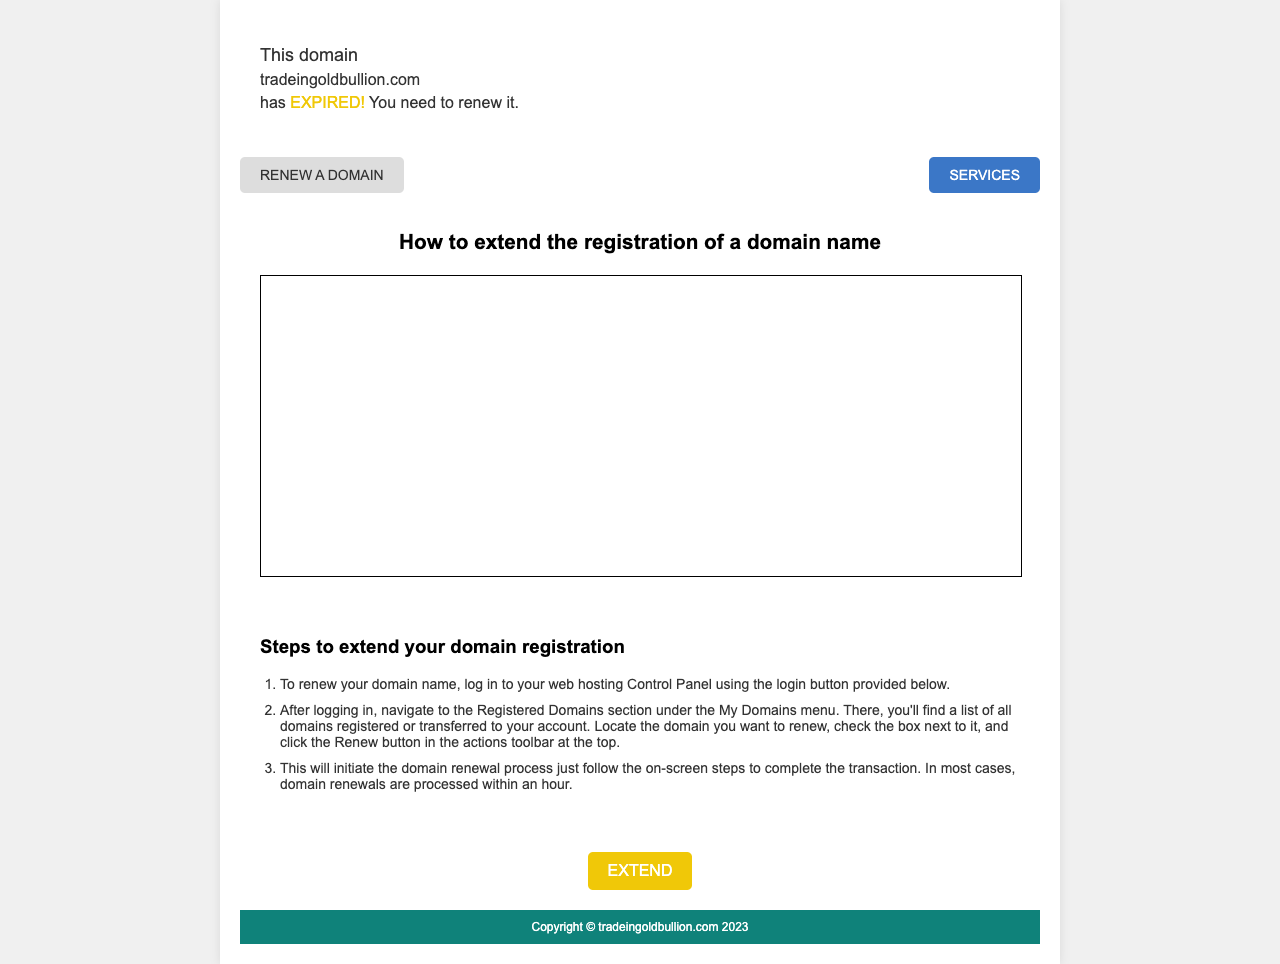 This domain
tradeingoldbullion.com
has EXPIRED! You need to renew it.
RENEW A DOMAIN
SERVICES
How to extend the registration of a domain name
Steps to extend your domain registration
1. To renew your domain name, log in to your web hosting Control Panel using the login button provided below.
2. After logging in, navigate to the Registered Domains section under the My Domains menu. There, you'll find a list of all
domains registered or transferred to your account. Locate the domain you want to renew, check the box next to it, and
click the Renew button in the actions toolbar at the top.
3. This will initiate the domain renewal process just follow the on-screen steps to complete the transaction. In most cases,
domain renewals are processed within an hour.
EXTEND
Copyright © tradeingoldbullion.com 2023